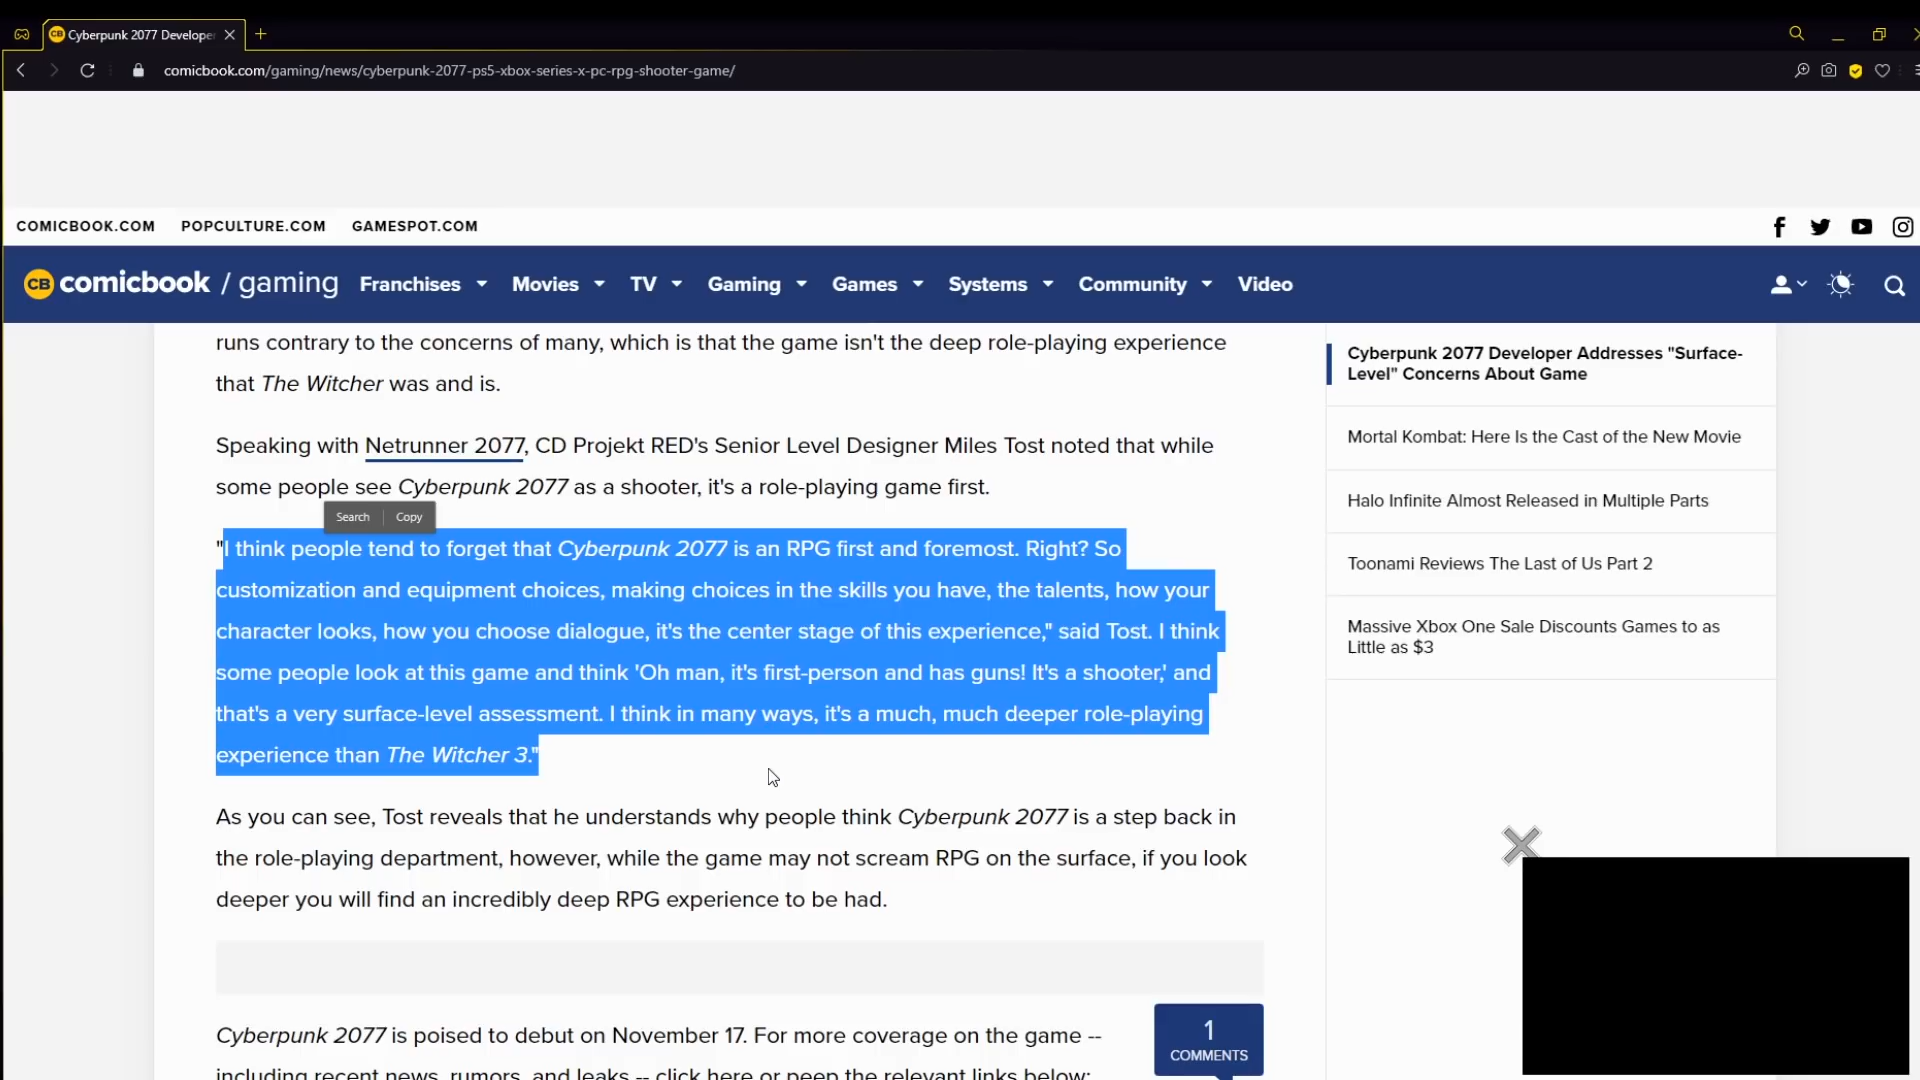 Cyberpunk 2077 Develope
comicbook.com/gaming/news/cyberpunk-2077-ps5-xbox-series-x-pc-rpg-shooter-game/
COMICBOOK.COM POPCULTURE.COM GAMESPOT.COM
CB comicbook / gaming Franchises Movies TV Gaming Games Systems Community Video
runs contrary to the concerns of many, which is that the game isn't the deep role-playing experience
that The Witcher was and is.
Speaking with Netrunner 2077, CD Projekt RED's Senior Level Designer Miles Tost noted that while
some people see Cyberpunk 2077 as a shooter, it's a role-playing game first.
Search Copy
"I think people tend to forget that Cyberpunk 2077 is an RPG first and foremost. Right? So
customization and equipment choices, making choices in the skills you have, the talents, how your
character looks, how you choose dialogue, it's the center stage of this experience," said Tost. I think
some people look at this game and think 'Oh man, it's first-person and has guns! It's a shooter,' and
that's a very surface-level assessment. I think in many ways, it's a much, much deeper role-playing
experience than The Witcher 3."
As you can see, Tost reveals that he understands why people think Cyberpunk 2077 is a step back in
the role-playing department, however, while the game may not scream RPG on the surface, if you look
deeper you will find an incredibly deep RPG experience to be had.
Cyberpunk 2077 is poised to debut on November 17. For more coverage on the game --
including recent news, rumors, and leaks -- click here or peep the relevant links below:
1
COMMENTS
Cyberpunk 2077 Developer Addresses "Surface-
Level" Concerns About Game
Mortal Kombat: Here Is the Cast of the New Movie
Halo Infinite Almost Released in Multiple Parts
Toonami Reviews The Last of Us Part 2
Massive Xbox One Sale Discounts Games to as
Little as $3